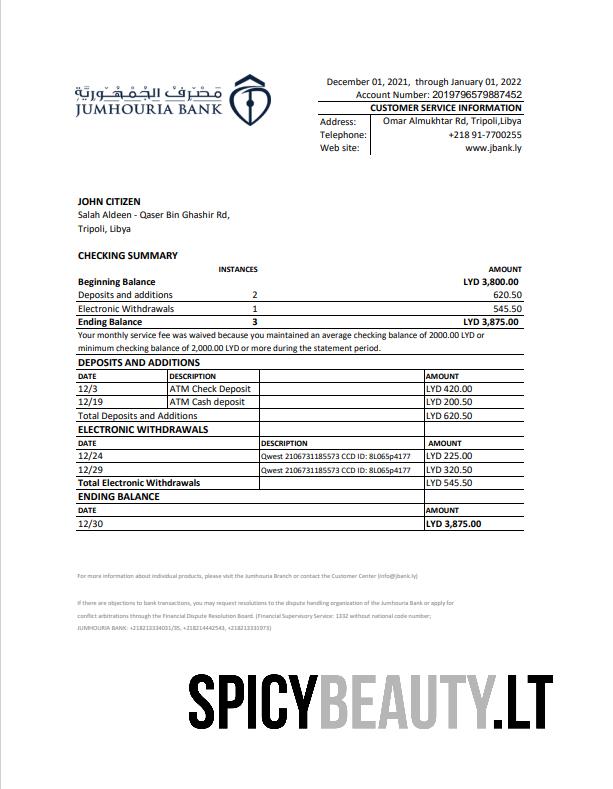 مَصرَف الجُمهُوريَّة
JUMHOURIA BANK
December 01, 2021, through January 01, 2022
Account Number: 2019796579887452
CUSTOMER SERVICE INFORMATION
Address: Omar Almukhtar Rd, Tripoli,Libya
Telephone: +218 91-7700255
Web site: www.jbank.ly
JOHN CITIZEN
Salah Aldeen - Qaser Bin Ghashir Rd,
Tripoli, Libya
CHECKING SUMMARY
INSTANCES AMOUNT
Beginning Balance LYD 3,800.00
Deposits and additions 2 620.50
Electronic Withdrawals 1 545.50
Ending Balance 3 LYD 3,875.00
Your monthly service fee was waived because you maintained an average checking balance of 2000.00 LYD or
minimum checking balance of 2,000.00 LYD or more during the statement period.
DEPOSITS AND ADDITIONS
DATE DESCRIPTION AMOUNT
12/3 ATM Check Deposit LYD 420.00
12/19 ATM Cash deposit LYD 200.50
Total Deposits and Additions LYD 620.50
ELECTRONIC WITHDRAWALS
DATE DESCRIPTION AMOUNT
12/24 Qwest 2106731185573 CCD ID: 8L065p4177 LYD 225.00
12/29 Qwest 2106731185573 CCD ID: 8L065p4177 LYD 320.50
Total Electronic Withdrawals LYD 545.50
ENDING BALANCE
DATE AMOUNT
12/30 LYD 3,875.00
For more information about individual products, please visit the Jumhouria Branch or contact the Customer Center (info@jbank.ly)
If there are objections to bank transactions, you may request resolutions to the dispute handling organization of the Jumhouria Bank or apply for
conflict arbitrations through the Financial Dispute Resolution Board. (Financial Supervisory Service: 1332 without national code number;
JUMHOURIA BANK: +218213334031/35, +218214442543, +218213331973)
SPICYBEAUTY.LT